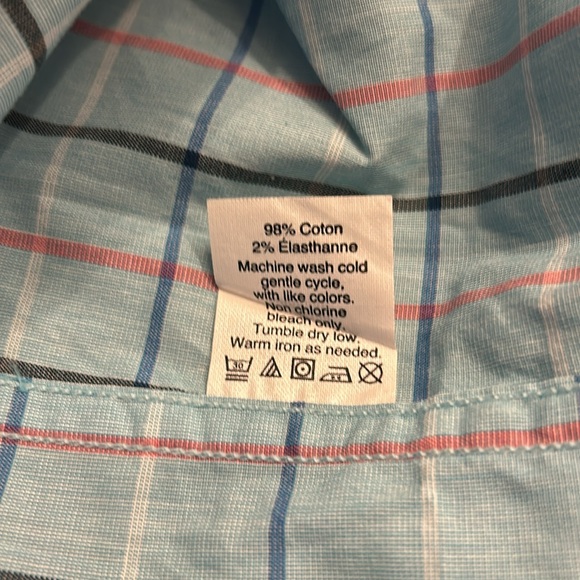 98% Coton
2% Élasthanne
Machine wash cold
gentle cycle,
with like colors.
Non chlorine
bleach only.
Tumble dry low.
Warm iron as needed.
30